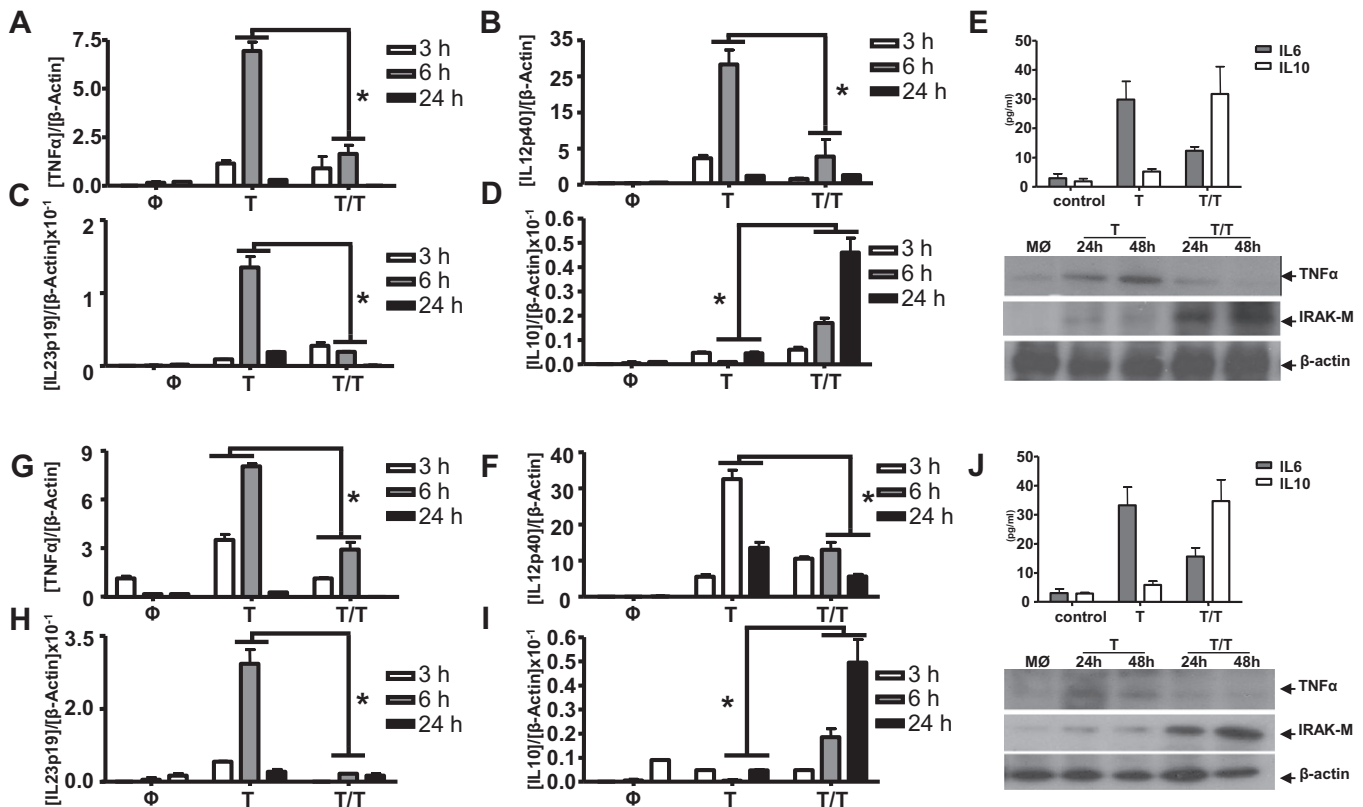 A
[TNFα]/[β-Actin]
7.5
5.0
2.5
0.0
Φ T T/T
*
3 h
6 h
24 h
B
[IL12p40]/[β-Actin]
35
25
15
5
0
Φ T T/T
*
3 h
6 h
24 h
C
[IL23p19]/[β-Actin]x10⁻¹
2
1
0
Φ T T/T
*
3 h
6 h
24 h
D
[IL10]/[β-Actin]x10⁻¹
0.6
0.5
0.4
0.3
0.2
0.1
0
Φ T T/T
*
3 h
6 h
24 h
E
(pg/ml)
50
40
30
20
10
0
control T T/T
IL6
IL10
T T/T
MØ 24h 48h 24h 48h
TNFα
IRAK-M
β-actin
G
[TNFα]/[β-Actin]
9
6
3
0
Φ T T/T
*
3 h
6 h
24 h
F
[IL12p40]/[β-Actin]
40
30
20
10
0
Φ T T/T
*
3 h
6 h
24 h
H
[IL23p19]/[β-Actin]x10⁻¹
3.5
2.0
0.0
Φ T T/T
*
3 h
6 h
24 h
I
[IL10]/[β-Actin]x10⁻¹
0.6
0.5
0.4
0.3
0.2
0.1
0
Φ T T/T
*
3 h
6 h
24 h
J
(pg/ml)
50
40
30
20
10
0
control T T/T
IL6
IL10
T T/T
MØ 24h 48h 24h 48h
TNFα
IRAK-M
β-actin